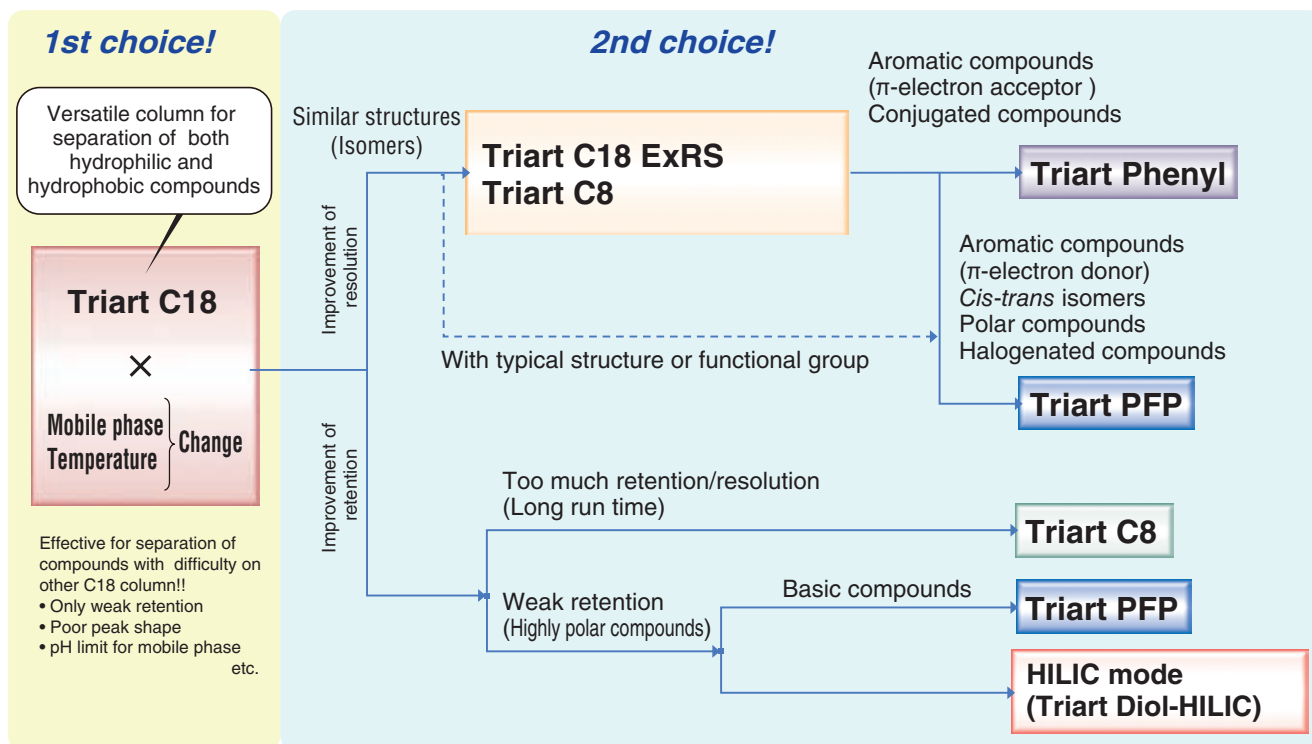 1st choice!
2nd choice!
Versatile column for
separation of both
hydrophilic and
hydrophobic compounds
Triart C18
×
Mobile phase
Temperature
Change
Effective for separation of
compounds with difficulty on
other C18 column!!
• Only weak retention
• Poor peak shape
• pH limit for mobile phase
etc.
Improvement of
resolution
Similar structures
(Isomers)
Triart C18 ExRS
Triart C8
With typical structure or functional group
Aromatic compounds
(π-electron acceptor )
Conjugated compounds
Triart Phenyl
Aromatic compounds
(π-electron donor)
Cis-trans isomers
Polar compounds
Halogenated compounds
Triart PFP
Improvement of
retention
Too much retention/resolution
(Long run time)
Triart C8
Weak retention
(Highly polar compounds)
Basic compounds
Triart PFP
HILIC mode
(Triart Diol-HILIC)